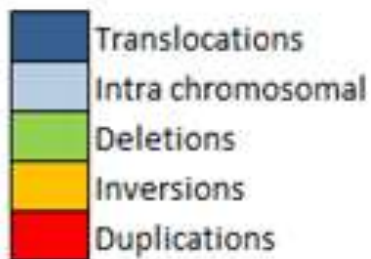 Translocations
Intra chromosomal
Deletions
Inversions
Duplications